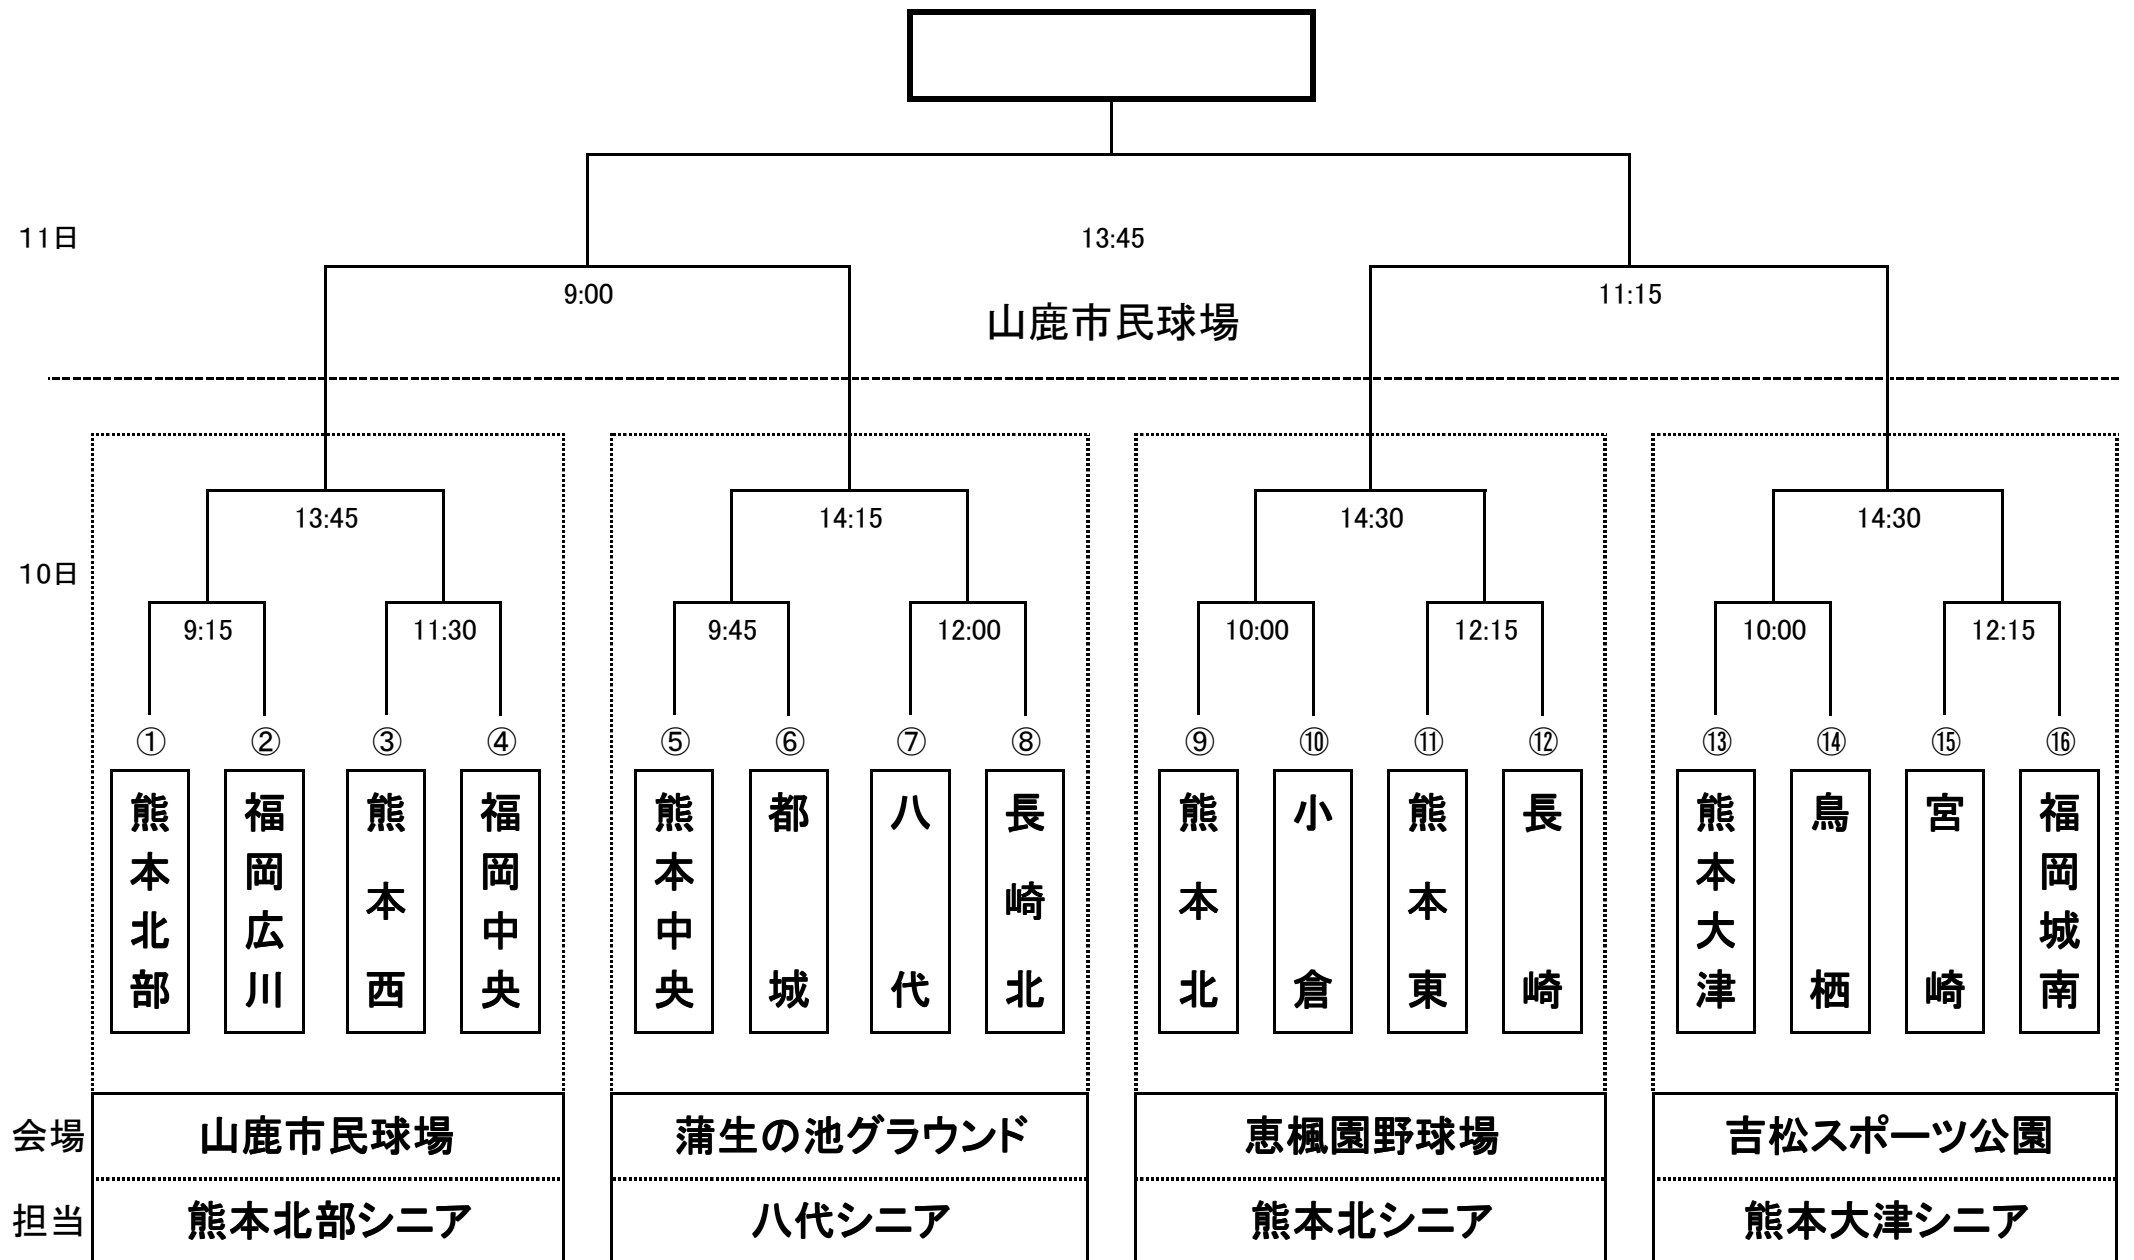 11日
13:45
9:00
11:15
山鹿市民球場
13:45
14:15
14:30
14:30
10日
9:15
11:30
9:45
12:00
10:00
12:15
10:00
12:15
①
②
③
④
⑤
⑥
⑦
⑧
⑨
⑩
⑪
⑫
⑬
⑭
⑮
⑯
熊本北部
福岡広川
熊本西
福岡中央
熊本中央
都城
八代
長崎北
熊本北
小倉
熊本東
長崎
熊本大津
鳥栖
宮崎
福岡城南
会場
山鹿市民球場
蒲生の池グラウンド
恵楓園野球場
吉松スポーツ公園
担当
熊本北部シニア
八代シニア
熊本北シニア
熊本大津シニア